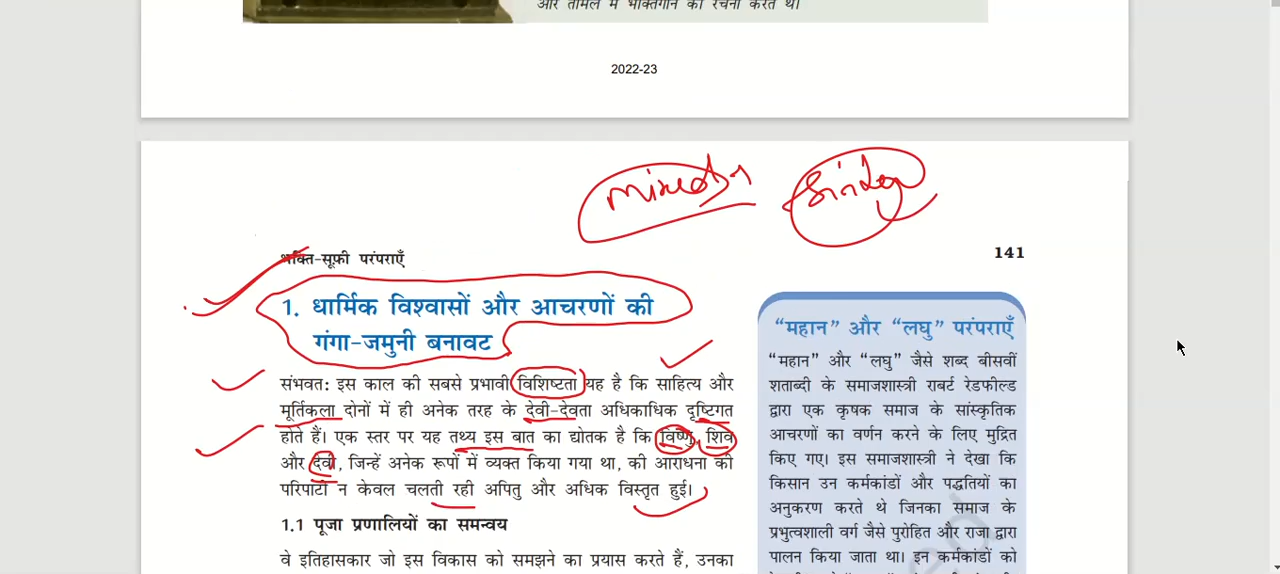 और तमिल में भक्तिगान की रचना करते थे।
2022-23
mixed
141
भक्ति-सूफ़ी परंपराएँ
1. धार्मिक विश्वासों और आचरणों की
गंगा-जमुनी बनावट
संभवत: इस काल की सबसे प्रभावी विशिष्टता यह है कि साहित्य और
मूर्तिकला दोनों में ही अनेक तरह के देवी-देवता अधिकाधिक दृष्टिगत
होते हैं। एक स्तर पर यह तथ्य इस बात का द्योतक है कि विष्णु, शिव
और देवी, जिन्हें अनेक रूपों में व्यक्त किया गया था, की आराधना की
परिपाटी न केवल चलती रही अपितु और अधिक विस्तृत हुई।
1.1 पूजा प्रणालियों का समन्वय
वे इतिहासकार जो इस विकास को समझने का प्रयास करते हैं, उनका
“महान” और “लघु” परंपराएँ
“महान” और “लघु” जैसे शब्द बीसवीं
शताब्दी के समाजशास्त्री राबर्ट रेडफील्ड
द्वारा एक कृषक समाज के सांस्कृतिक
आचरणों का वर्णन करने के लिए मुद्रित
किए गए। इस समाजशास्त्री ने देखा कि
किसान उन कर्मकांडों और पद्धतियों का
अनुकरण करते थे जिनका समाज के
प्रभुत्वशाली वर्ग जैसे पुरोहित और राजा द्वारा
पालन किया जाता था। इन कर्मकांडों को